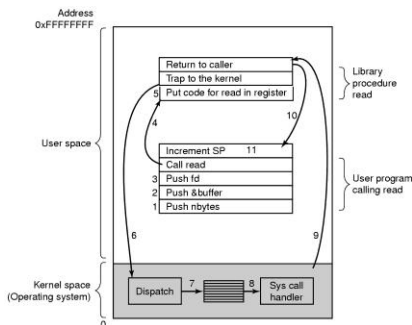 Address
0xFFFFFFFF
Return to caller
Trap to the kernel
5 Put code for read in register
Library
procedure
read
4
10
User space
Increment SP 11
Call read
3 Push fd
2 Push &buffer
1 Push nbytes
User program
calling read
6
9
Kernel space
(Operating system)
Dispatch
7
8
Sys call
handler
0